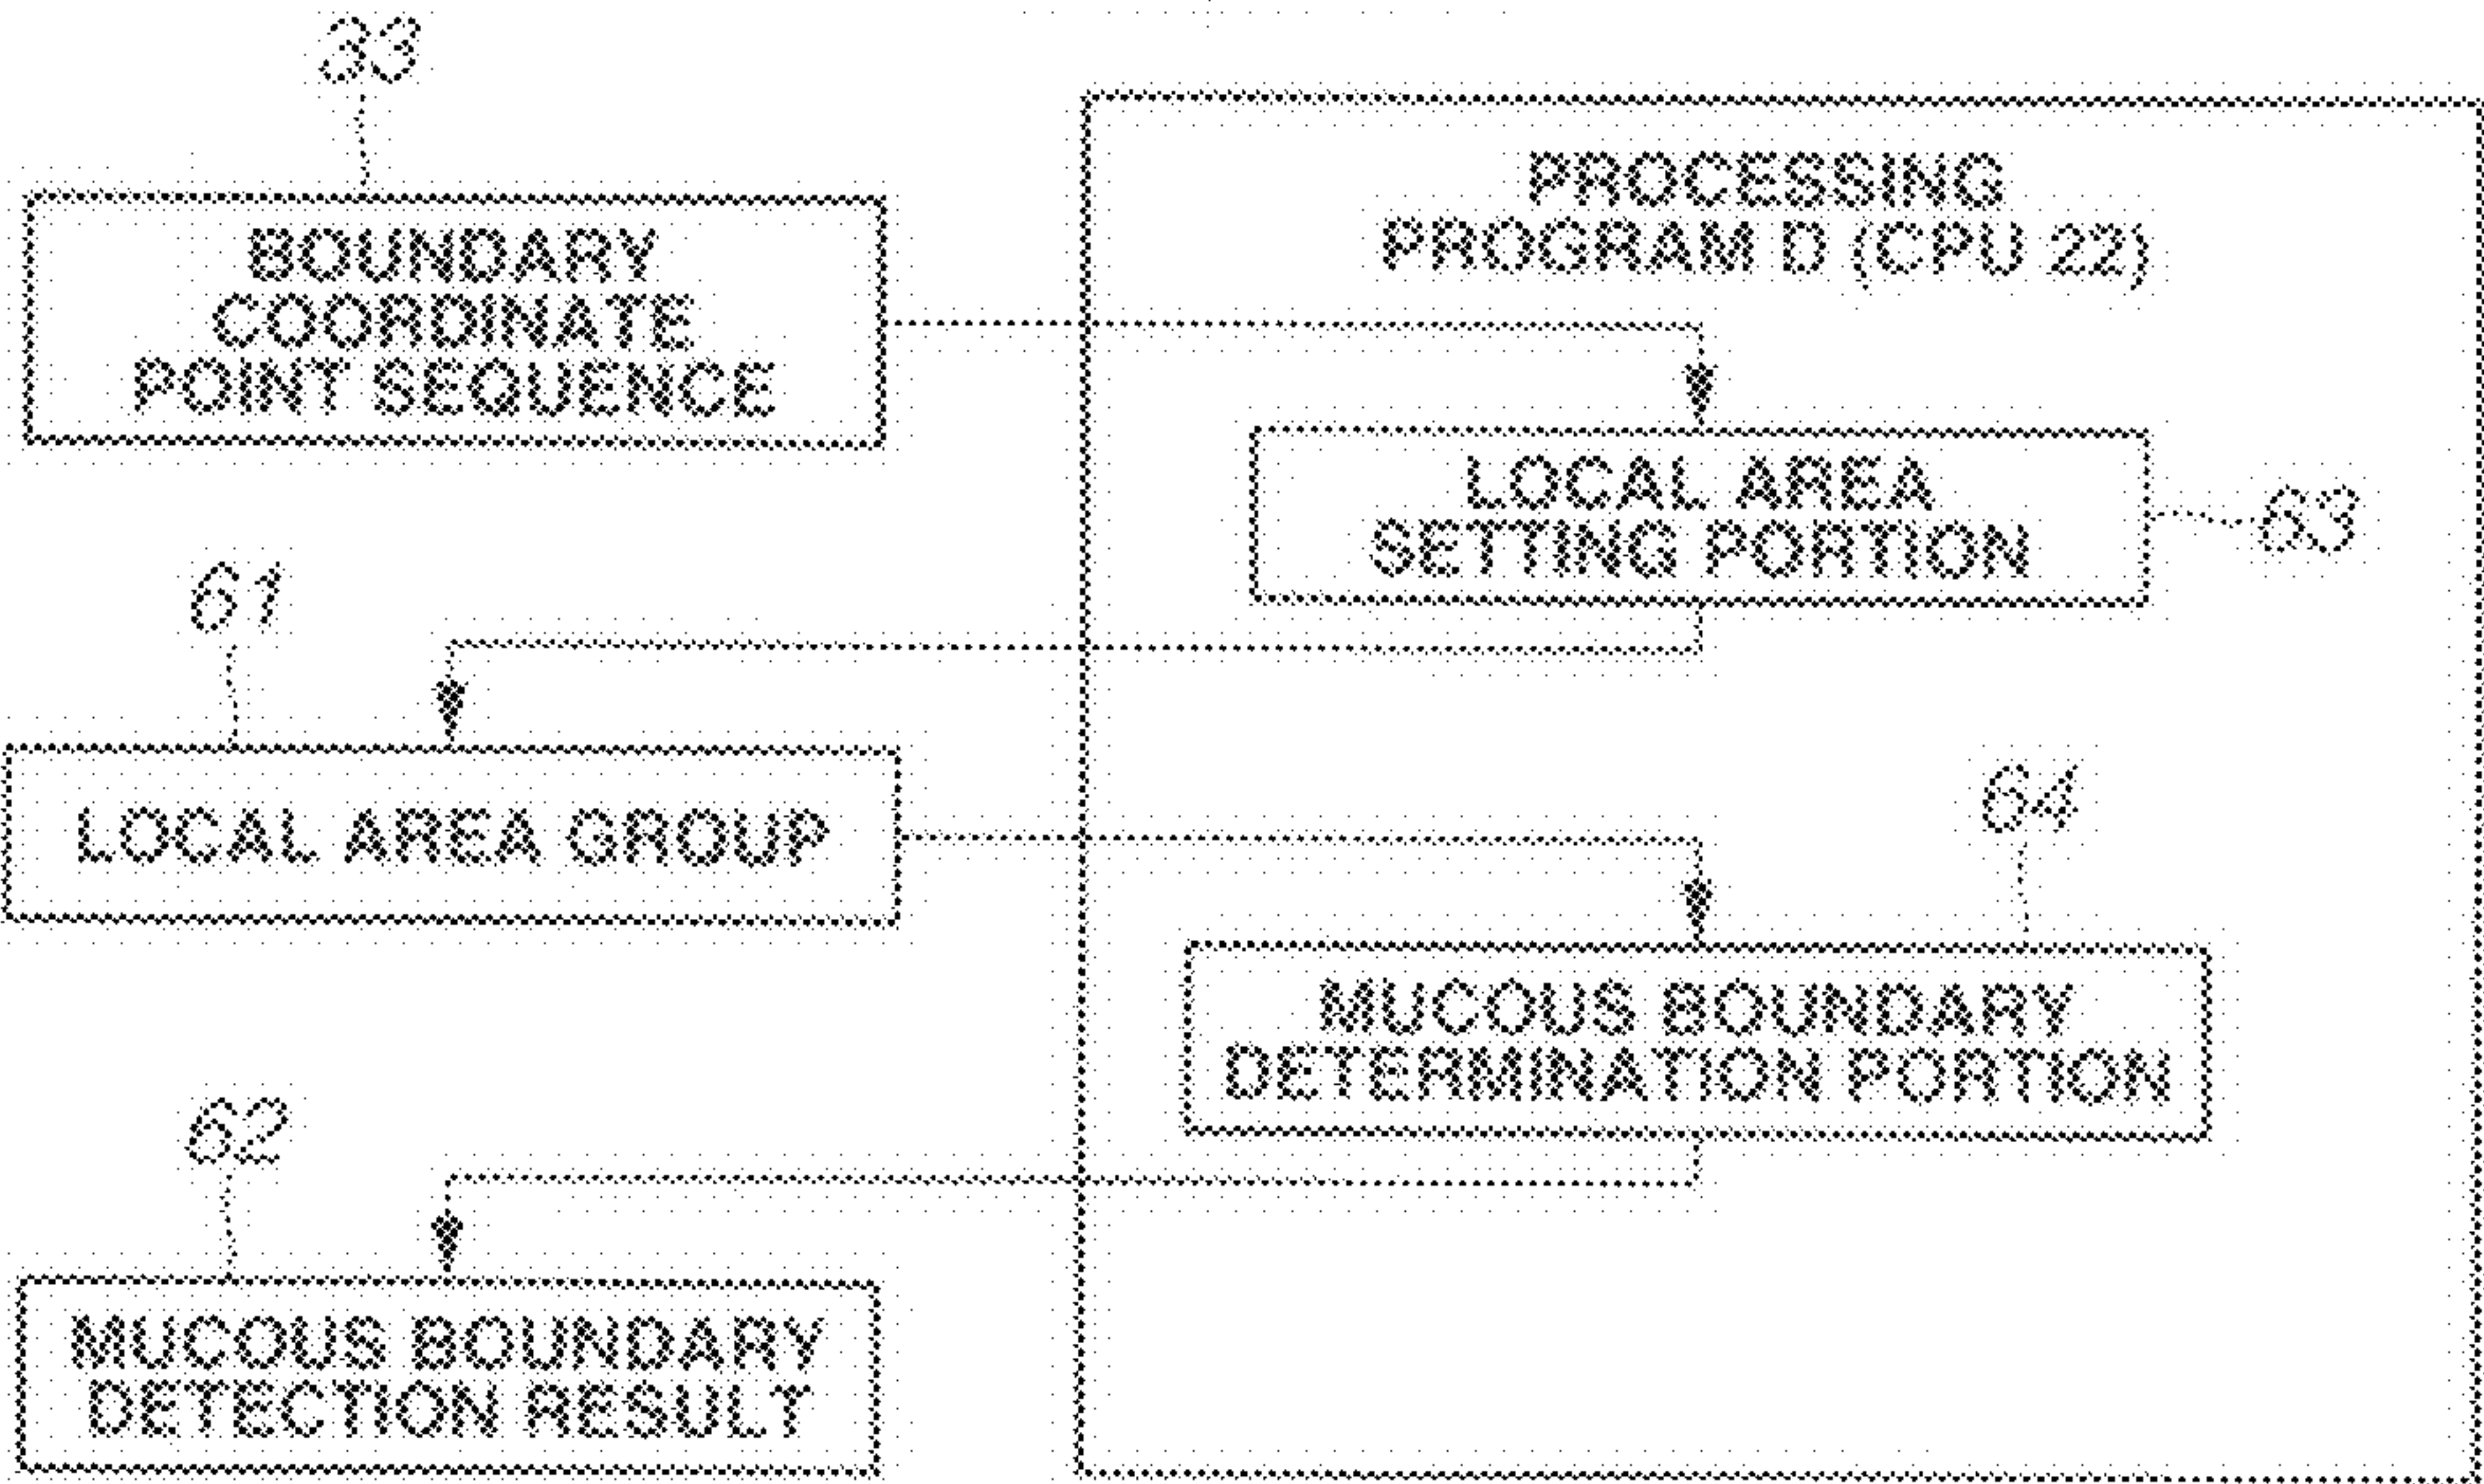 33
BOUNDARY
COORDINATE
POINT SEQUENCE
PROCESSING
PROGRAM D (CPU 22)
LOCAL AREA
SETTING PORTION
63
61
LOCAL AREA GROUP
64
MUCOUS BOUNDARY
DETERMINATION PORTION
62
MUCOUS BOUNDARY
DETECTION RESULT